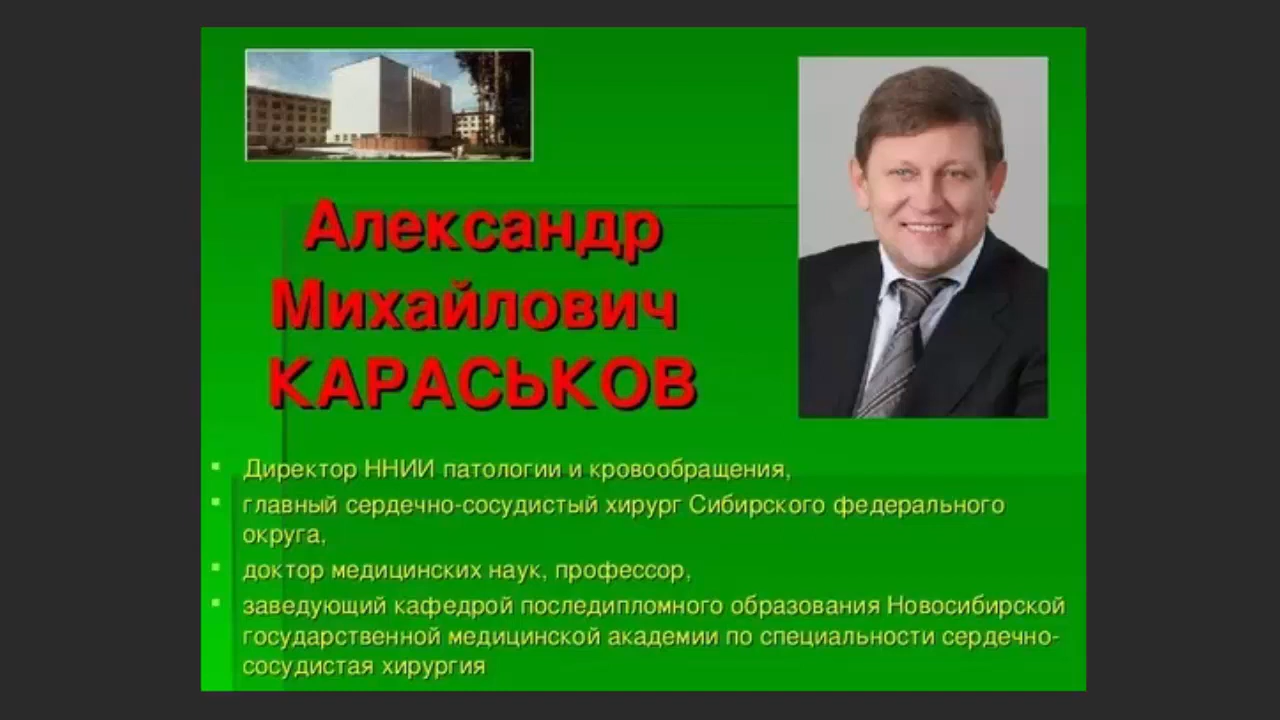 Александр
Михайлович
КАРАСЬКОВ
Директор ННИИ патологии и кровообращения,
главный сердечно-сосудистый хирург Сибирского федерального
округа,
доктор медицинских наук, профессор,
заведующий кафедрой последипломного образования Новосибирской
государственной медицинской академии по специальности сердечно-
сосудистая хирургия